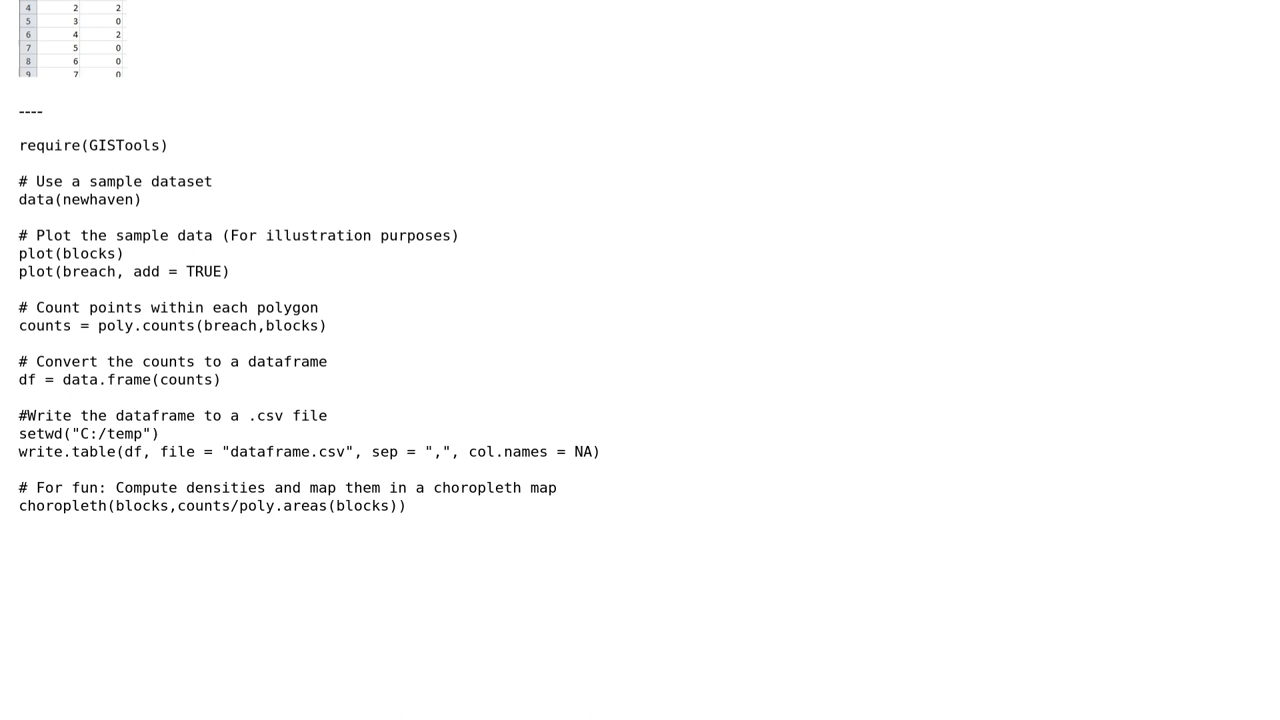 4 2 2
5 3 0
6 4 2
7 5 0
8 6 0
9 7 0
----
require(GISTools)
# Use a sample dataset
data(newhaven)
# Plot the sample data (For illustration purposes)
plot(blocks)
plot(breach, add = TRUE)
# Count points within each polygon
counts = poly.counts(breach,blocks)
# Convert the counts to a dataframe
df = data.frame(counts)
#Write the dataframe to a .csv file
setwd("C:/temp")
write.table(df, file = "dataframe.csv", sep = ",", col.names = NA)
# For fun: Compute densities and map them in a choropleth map
choropleth(blocks,counts/poly.areas(blocks))